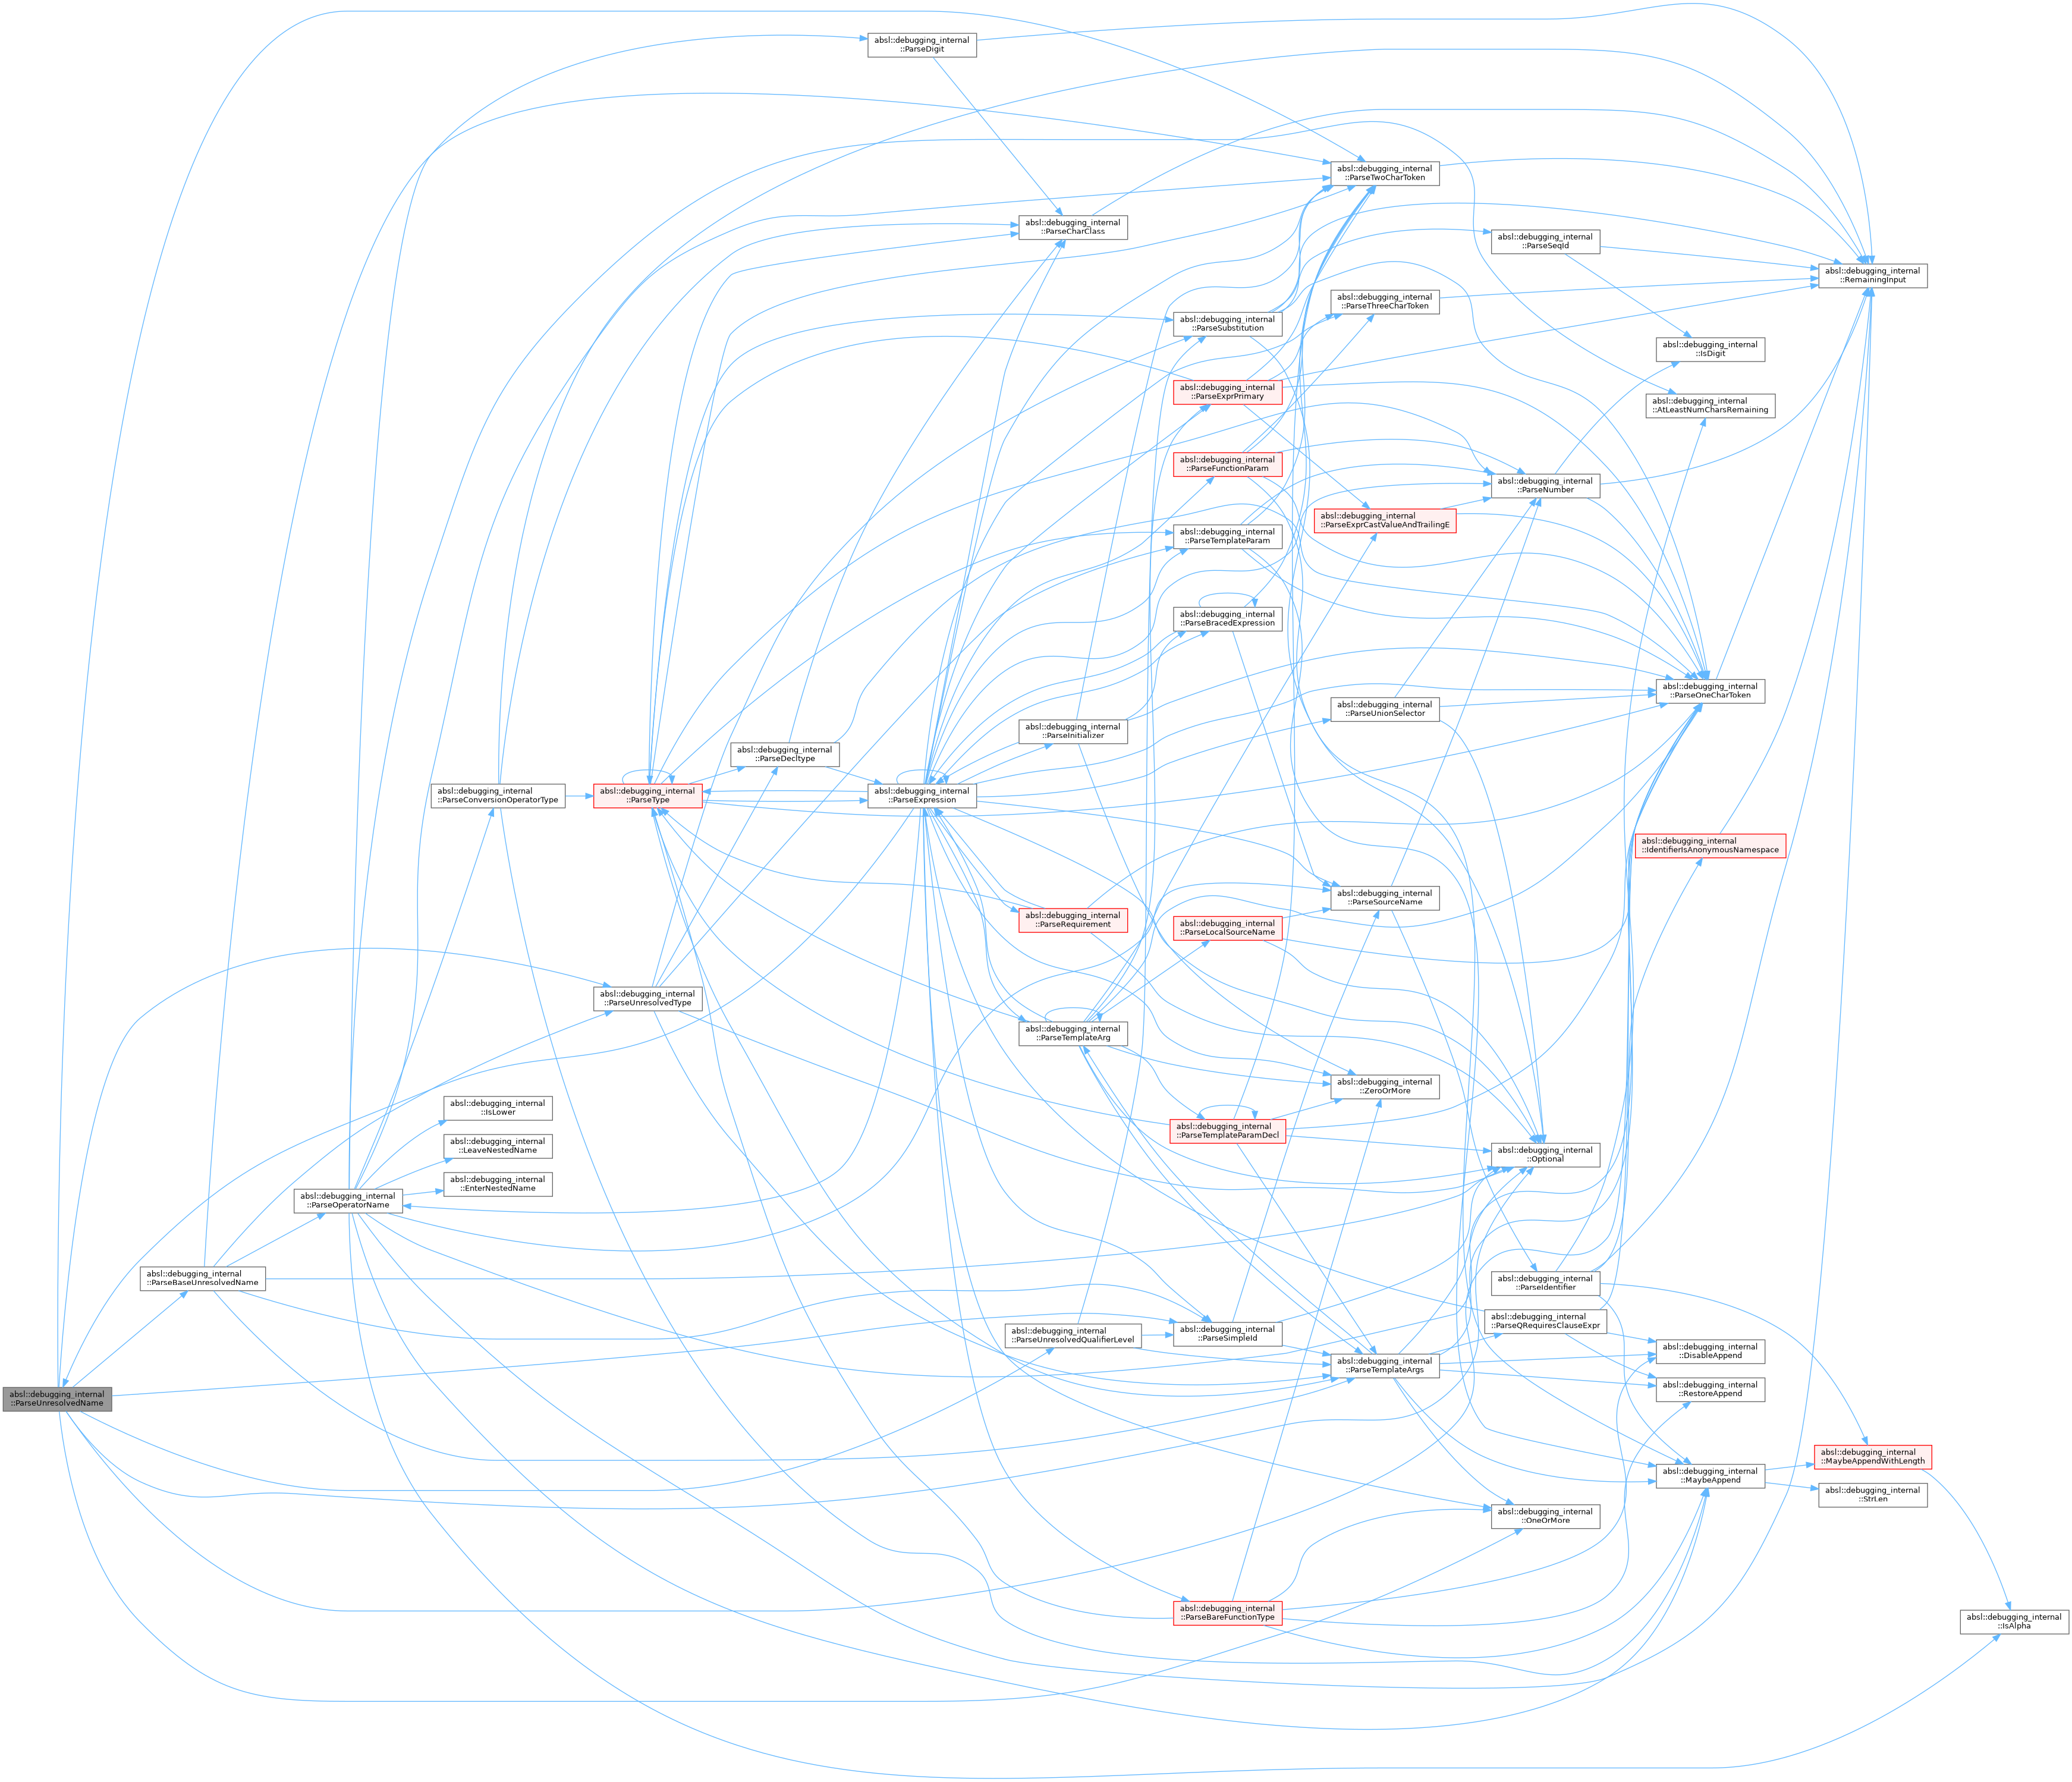 absl::debugging_internal
::ParseDigit
absl::debugging_internal
::ParseTwoCharToken
absl::debugging_internal
::ParseCharClass
absl::debugging_internal
::ParseSeqId
absl::debugging_internal
::RemainingInput
absl::debugging_internal
::ParseThreeCharToken
absl::debugging_internal
::ParseSubstitution
absl::debugging_internal
::IsDigit
absl::debugging_internal
::ParseExprPrimary
absl::debugging_internal
::AtLeastNumCharsRemaining
absl::debugging_internal
::ParseFunctionParam
absl::debugging_internal
::ParseNumber
absl::debugging_internal
::ParseExprCastValueAndTrailingE
absl::debugging_internal
::ParseTemplateParam
absl::debugging_internal
::ParseBracedExpression
absl::debugging_internal
::ParseOneCharToken
absl::debugging_internal
::ParseUnionSelector
absl::debugging_internal
::ParseInitializer
absl::debugging_internal
::ParseDecltype
absl::debugging_internal
::ParseConversionOperatorType
absl::debugging_internal
::ParseType
absl::debugging_internal
::ParseExpression
absl::debugging_internal
::IdentifierIsAnonymousNamespace
absl::debugging_internal
::ParseSourceName
absl::debugging_internal
::ParseRequirement
absl::debugging_internal
::ParseLocalSourceName
absl::debugging_internal
::ParseUnresolvedType
absl::debugging_internal
::ParseTemplateArg
absl::debugging_internal
::ZeroOrMore
absl::debugging_internal
::IsLower
absl::debugging_internal
::ParseTemplateParamDecl
absl::debugging_internal
::LeaveNestedName
absl::debugging_internal
::Optional
absl::debugging_internal
::EnterNestedName
absl::debugging_internal
::ParseOperatorName
absl::debugging_internal
::ParseBaseUnresolvedName
absl::debugging_internal
::ParseIdentifier
absl::debugging_internal
::ParseUnresolvedQualifierLevel
absl::debugging_internal
::ParseSimpleId
absl::debugging_internal
::ParseQRequiresClauseExpr
absl::debugging_internal
::DisableAppend
absl::debugging_internal
::ParseTemplateArgs
absl::debugging_internal
::RestoreAppend
absl::debugging_internal
::ParseUnresolvedName
absl::debugging_internal
::MaybeAppendWithLength
absl::debugging_internal
::MaybeAppend
absl::debugging_internal
::StrLen
absl::debugging_internal
::OneOrMore
absl::debugging_internal
::ParseBareFunctionType
absl::debugging_internal
::IsAlpha